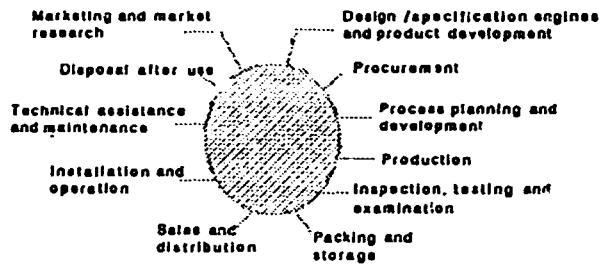 Marketing and market
research
Design /specification engines
and product development
Disposal after use
Procurement
Technical assistance
and maintenance
Process planning and
development
Production
Installation and
operation
Inspection, testing and
examination
Sales and
distribution
Packing and
storage